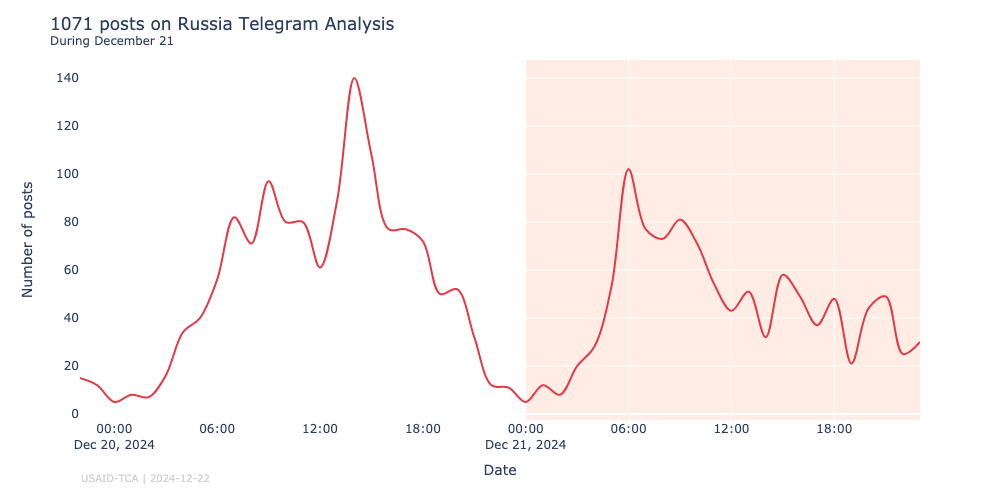 1071 posts on Russia Telegram Analysis
During December 21
Number of posts
140
120
100
80
60
40
20
0
00:00 06:00 12:00 18:00 00:00 06:00 12:00 18:00
Dec 20, 2024 Dec 21, 2024
Date
USAID-TCA | 2024-12-22